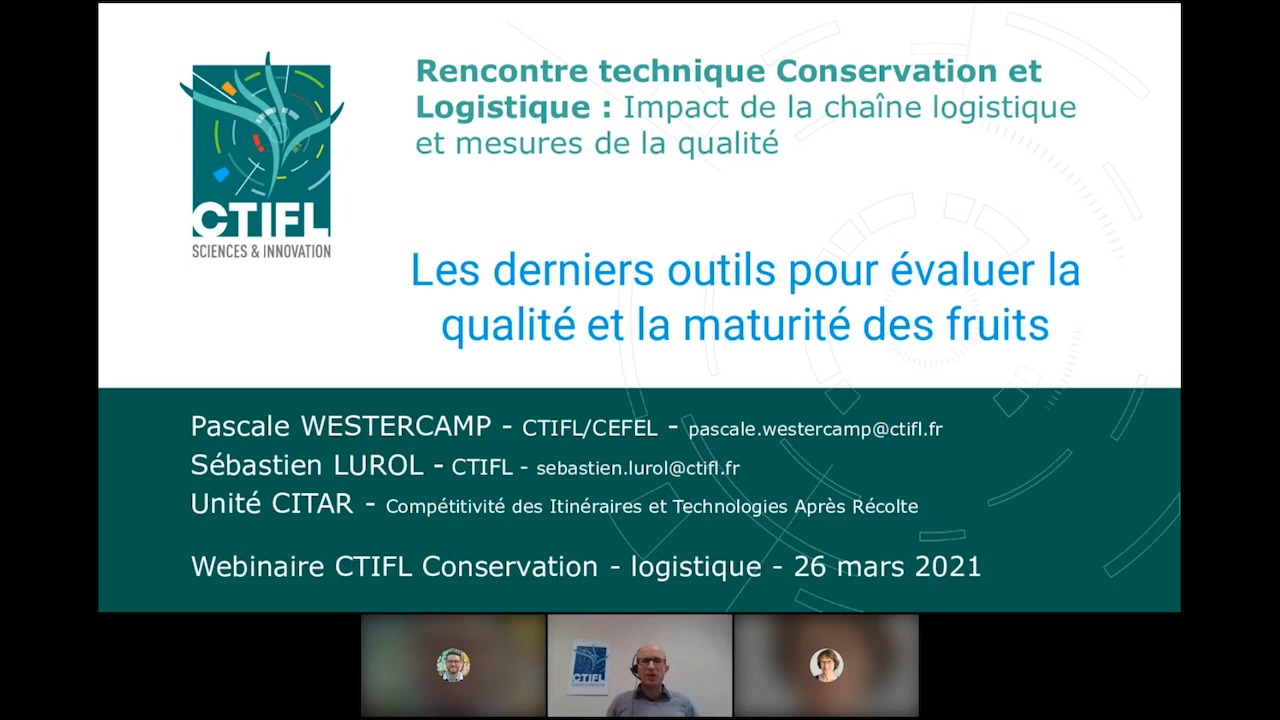 Rencontre technique Conservation et
Logistique : Impact de la chaîne logistique
et mesures de la qualité
CTIFL
SCIENCES & INNOVATION
Les derniers outils pour évaluer la
qualité et la maturité des fruits
Pascale WESTERCAMP - CTIFL/CEFEL - pascale.westercamp@ctifl.fr
Sébastien LUROL - CTIFL - sebastien.lurol@ctifl.fr
Unité CITAR - Compétitivité des Itinéraires et Technologies Après Récolte
Webinaire CTIFL Conservation - logistique - 26 mars 2021
CTIFL